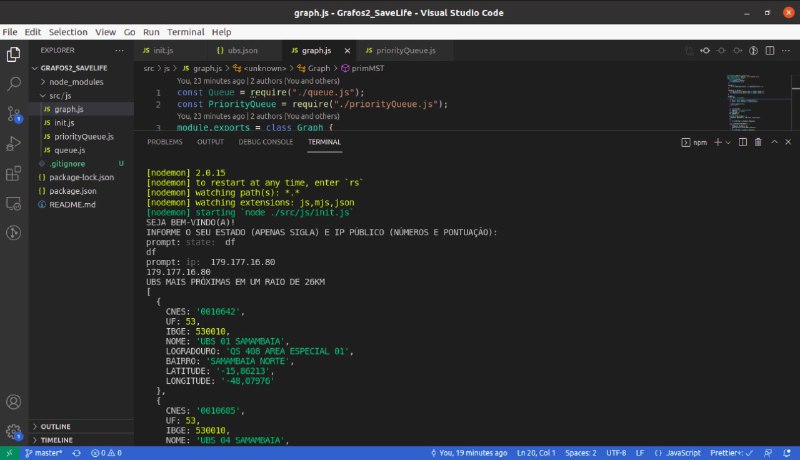 graph.js - Grafos2_SaveLife - Visual Studio Code
File Edit Selection View Go Run Terminal Help
EXPLORER
GRAFOS2_SAVELIFE
node_modules
src/js
graph.js
init.js
priorityQueue.js
queue.js
.gitignore U
package-lock.json
package.json
README.md
OUTLINE
TIMELINE
init.js
ubs.json
graph.js
priorityQueue.js
src > js > graph.js > <unknown> > Graph > primMST
You, 23 minutes ago | 2 authors (You and others)
1 const Queue = require("./queue.js");
2 const PriorityQueue = require("./priorityQueue.js");
You, 23 minutes ago | 2 authors (You and others)
3 module.exports = class Graph {
PROBLEMS OUTPUT DEBUG CONSOLE TERMINAL
npm
[nodemon] 2.0.15
[nodemon] to restart at any time, enter `rs`
[nodemon] watching path(s): *.*
[nodemon] watching extensions: js,mjs,json
[nodemon] starting `node ./src/js/init.js`
SEJA BEM-VINDO(A)!
INFORME O SEU ESTADO (APENAS SIGLA) E IP PÚBLICO (NÚMEROS E PONTUAÇÃO):
prompt: state: df
df
prompt: ip: 179.177.16.80
179.177.16.80
UBS MAIS PRÓXIMAS EM UM RAIO DE 26KM
[
{
CNES: '0010642',
UF: 53,
IBGE: 530010,
NOME: 'UBS 01 SAMAMBAIA',
LOGRADOURO: 'QS 408 AREA ESPECIAL 01',
BAIRRO: 'SAMAMBAIA NORTE',
LATITUDE: '-15,86213',
LONGITUDE: '-48,07976'
},
{
CNES: '0010685',
UF: 53,
IBGE: 530010,
NOME: 'UBS 04 SAMAMBAIA',
master* 0 0 You, 19 minutes ago Ln 20, Col 1 Spaces: 2 UTF-8 LF {} JavaScript Prettier+: ✓